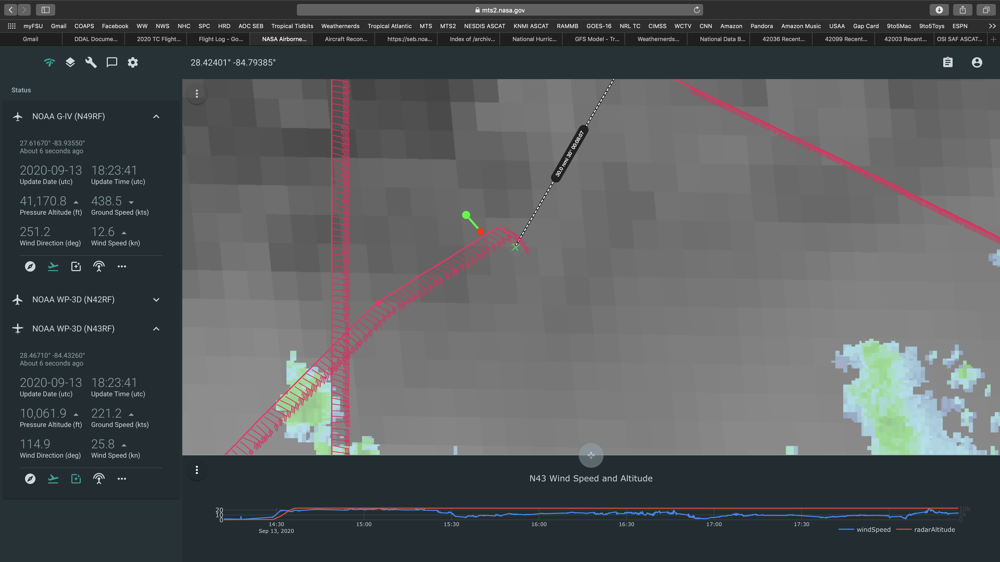 mts2.nasa.gov
myFSU Gmail COAPS Facebook WW NWS NHC SPC HRD AOC SEB Tropical Tidbits Weathernerds Tropical Atlantic MTS MTS2 NESDIS ASCAT KNMI ASCAT RAMMB GOES-16 NRL TC CIMSS WCTV CNN Amazon Pandora Amazon Music USAA Gap Card 9to5Mac 9to5Toys ESPN
Gmail DDAL Docume... 2020 TC Flight... Flight Log - Go... NASA Airborne... Aircraft Recon... https://seb.noa... Index of /archiv... National Hurric... GFS Model - Tr... Weathernerds... National Data B... 42036 Recent... 42099 Recent... 42003 Recent... OSI SAF ASCAT...
28.42401° -84.79385°
Status
NOAA G-IV (N49RF)
27.61670° -83.93550°
About 6 seconds ago
2020-09-13 18:23:41
Update Date (utc) Update Time (utc)
41,170.8 438.5
Pressure Altitude (ft) Ground Speed (kts)
251.2 12.6
Wind Direction (deg) Wind Speed (kn)
NOAA WP-3D (N42RF)
NOAA WP-3D (N43RF)
28.46710° -84.43260°
About 6 seconds ago
2020-09-13 18:23:41
Update Date (utc) Update Time (utc)
10,061.9 221.2
Pressure Altitude (ft) Ground Speed (kts)
114.9 25.8
Wind Direction (deg) Wind Speed (kn)
30.0 nmi 30° 00:08:07
N43 Wind Speed and Altitude
20
10
0
10k
5k
0
14:30 15:00 15:30 16:00 16:30 17:00 17:30
Sep 13, 2020
windSpeed radarAltitude